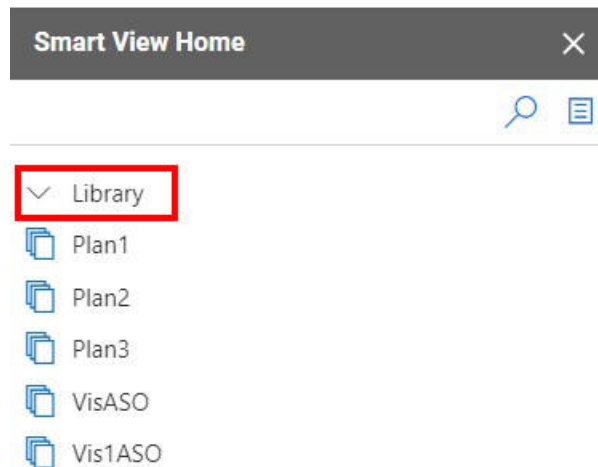 Smart View Home
Library
Plan1
Plan2
Plan3
VisASO
Vis1ASO